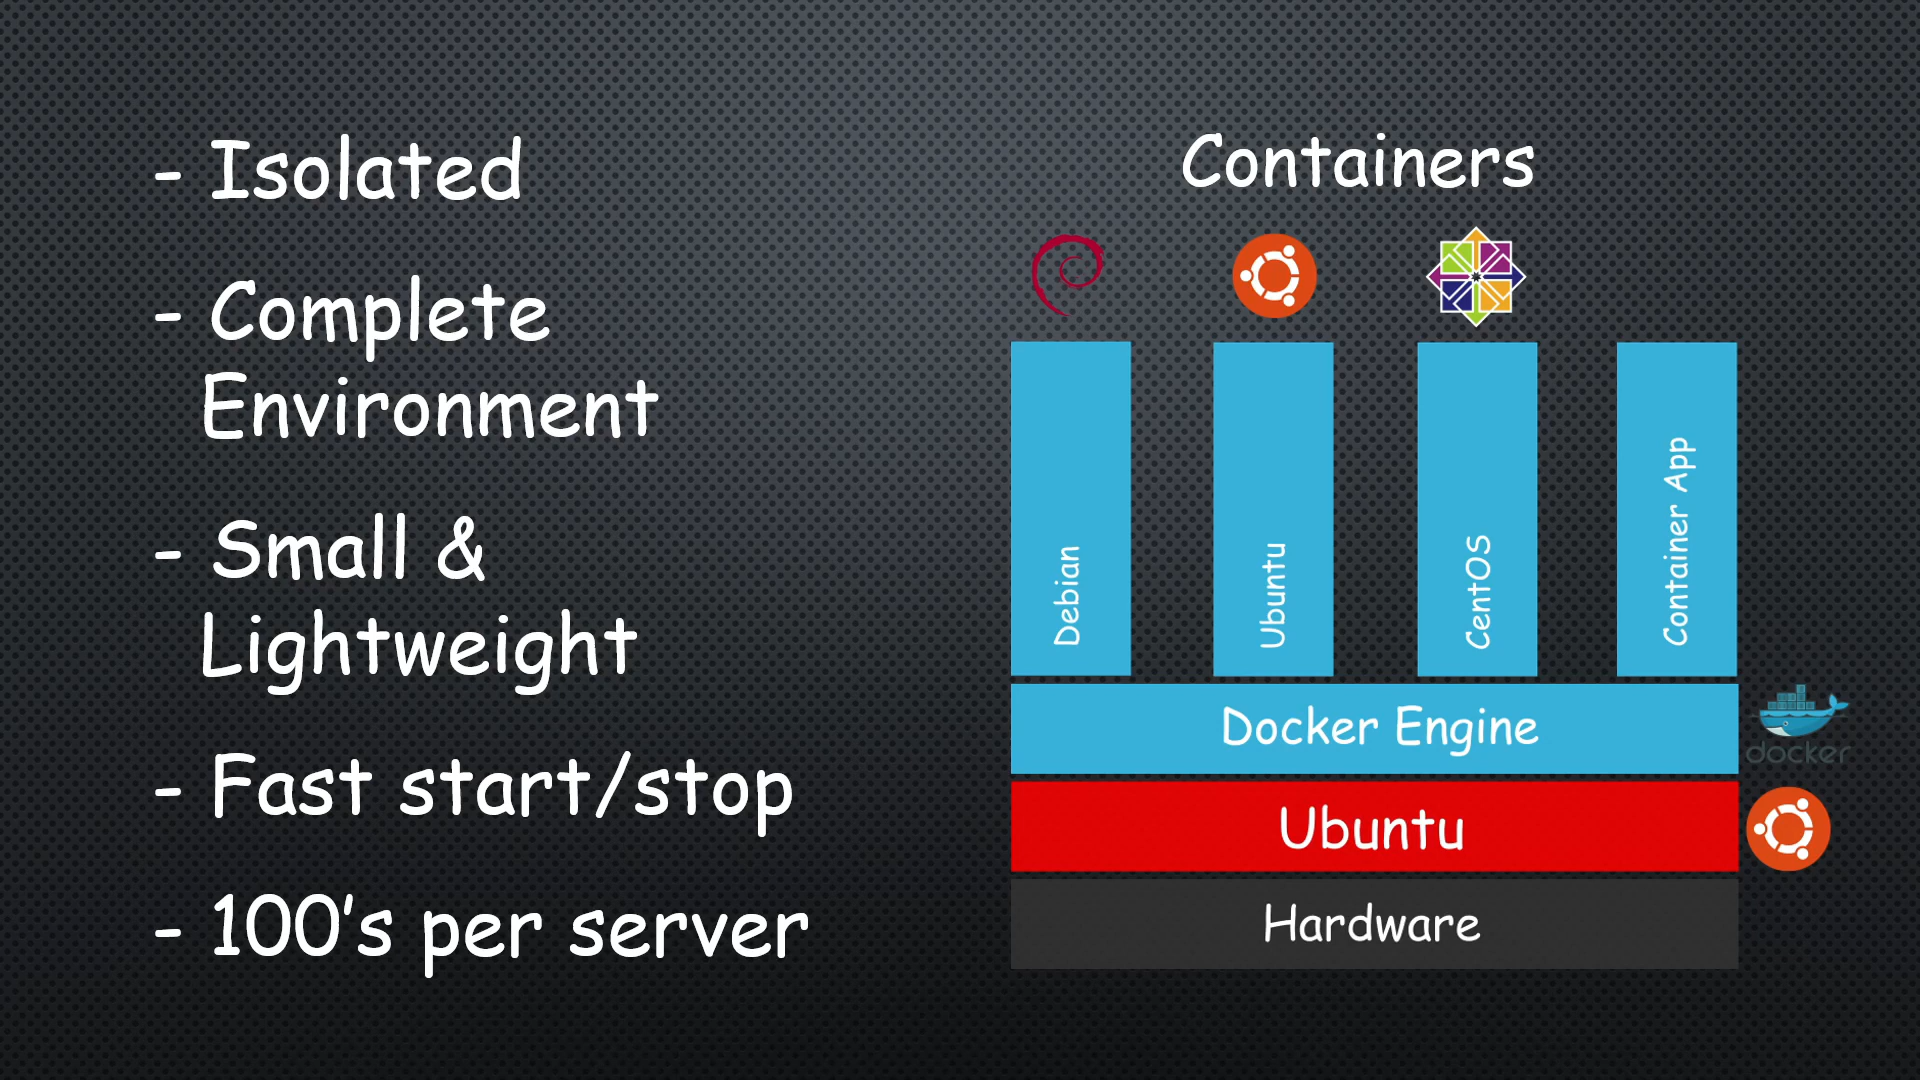 - Isolated
- Complete
Environment
- Small &
Lightweight
- Fast start/stop
- 100's per server
Containers
Debian
Ubuntu
CentOS
Container App
Docker Engine
docker
Ubuntu
Hardware